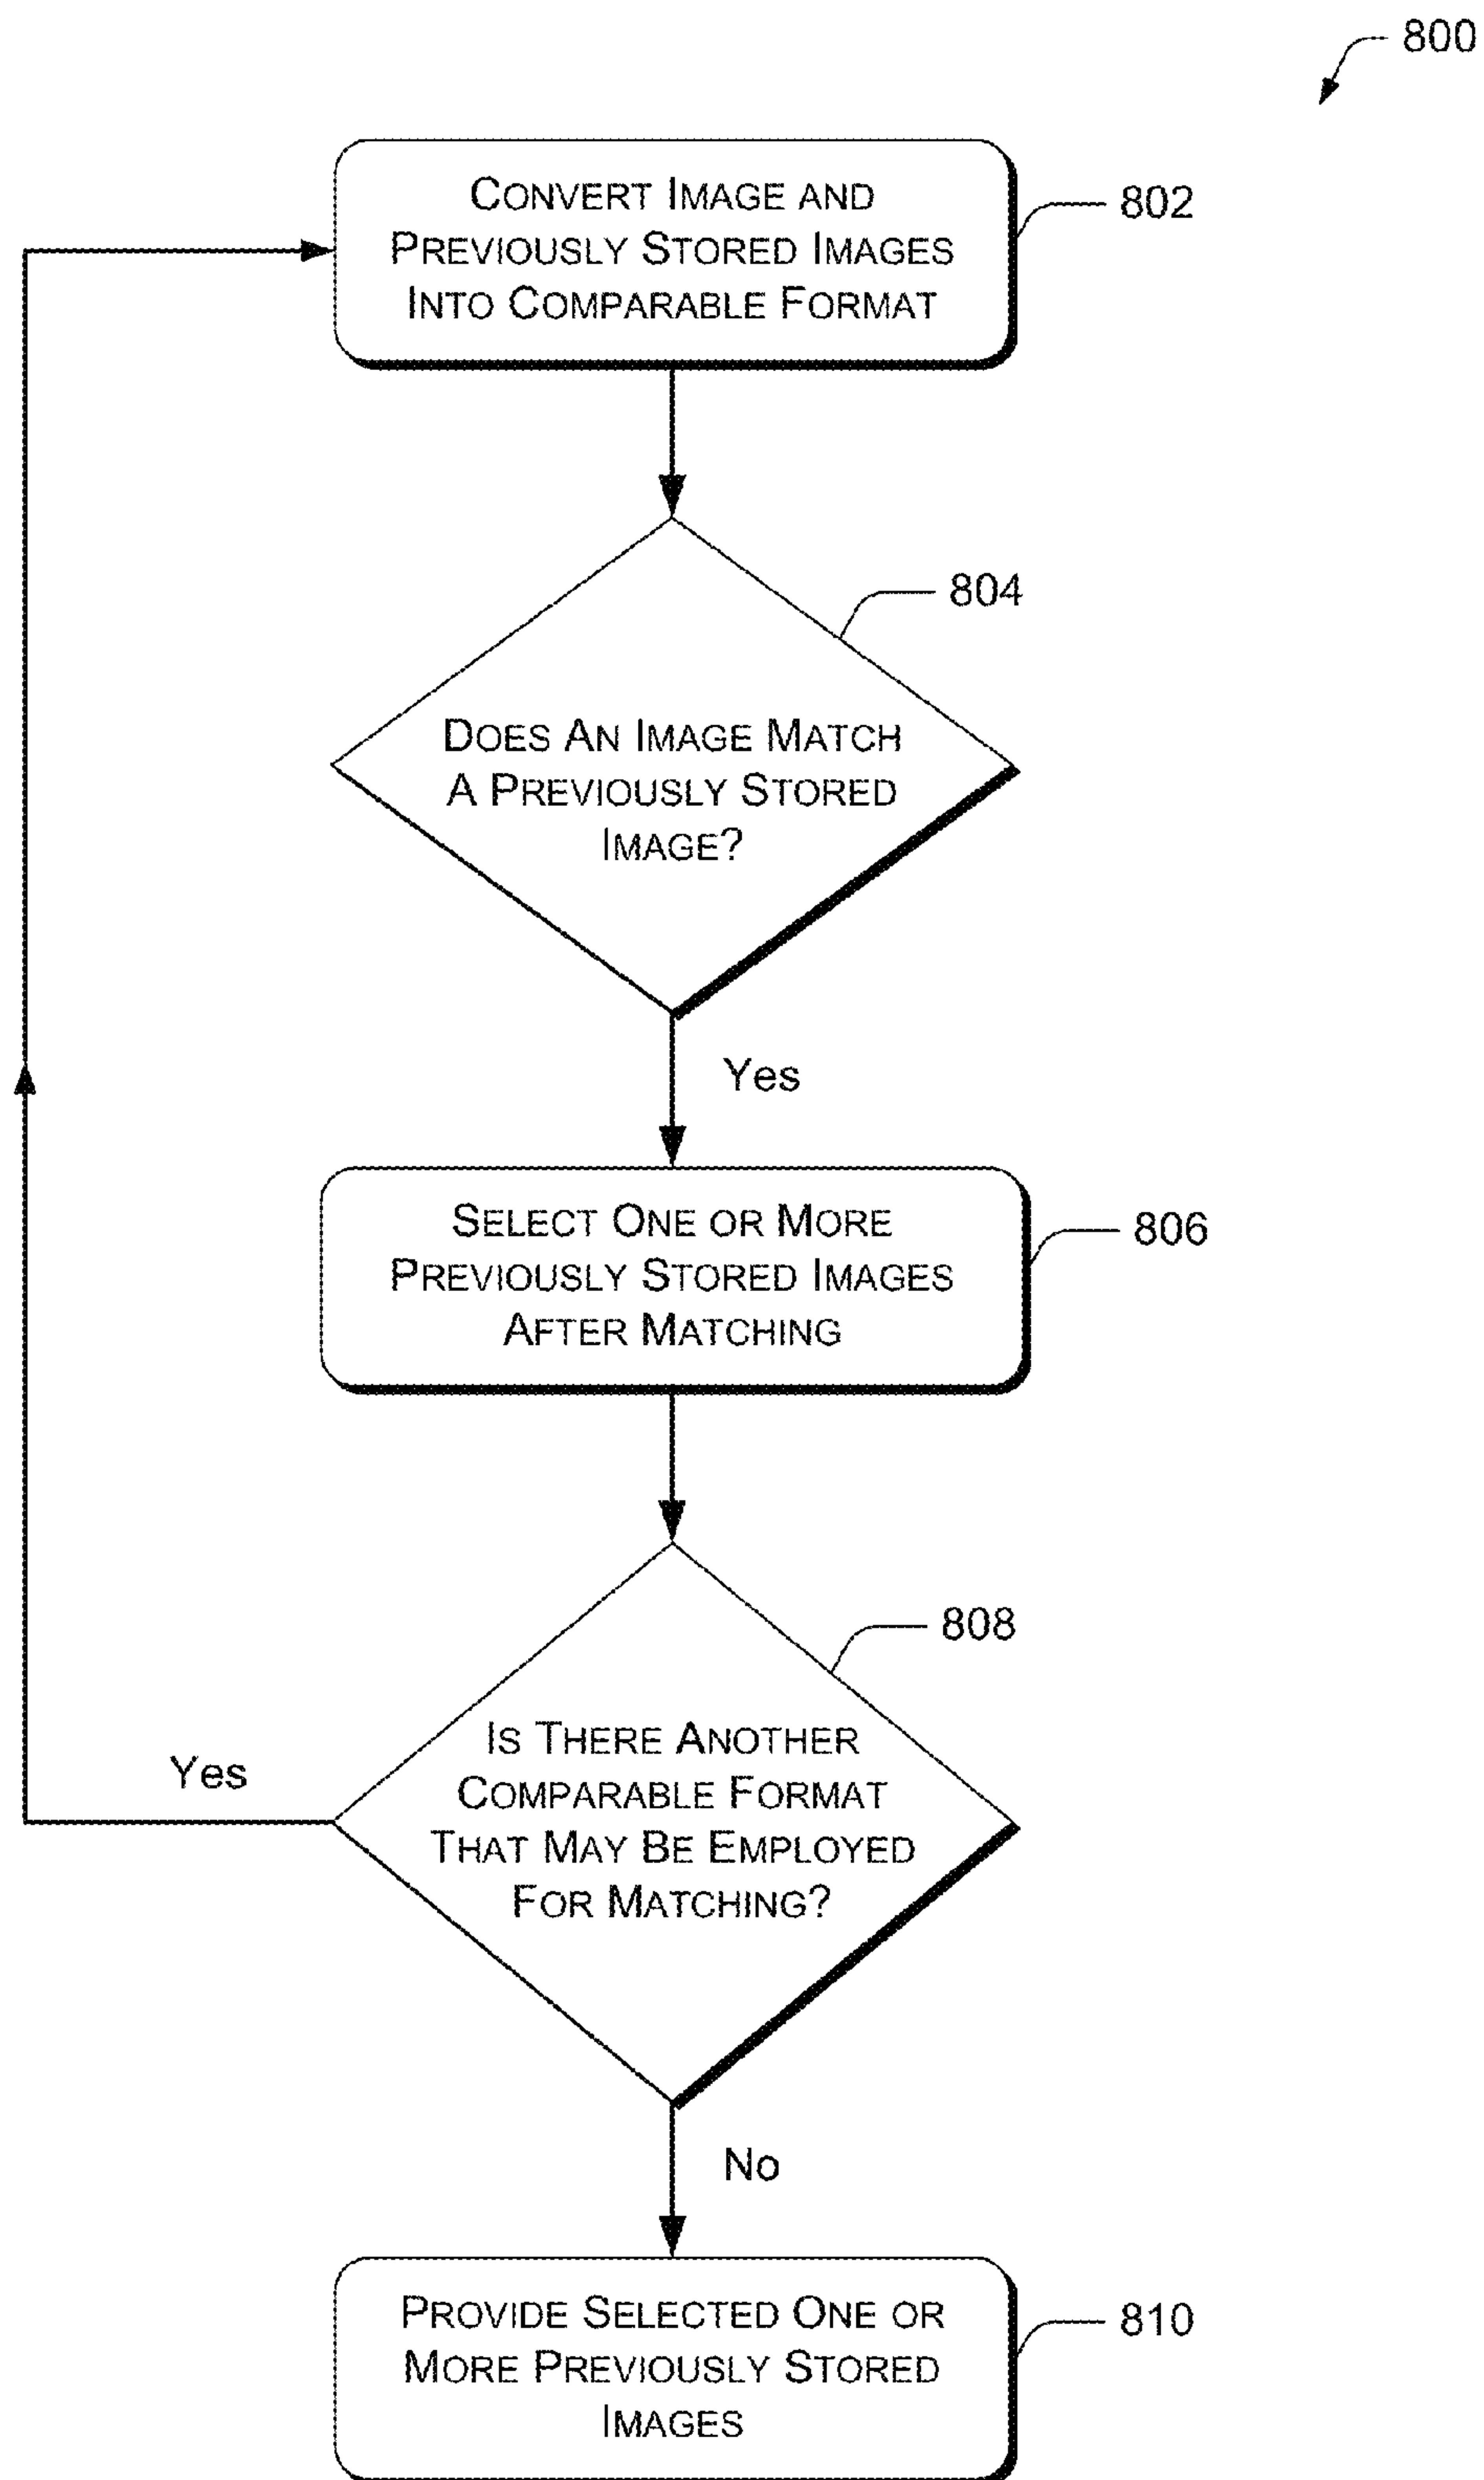 800
CONVERT IMAGE AND
PREVIOUSLY STORED IMAGES
INTO COMPARABLE FORMAT
802
804
DOES AN IMAGE MATCH
A PREVIOUSLY STORED
IMAGE?
Yes
SELECT ONE OR MORE
PREVIOUSLY STORED IMAGES
AFTER MATCHING
806
808
IS THERE ANOTHER
COMPARABLE FORMAT
THAT MAY BE EMPLOYED
FOR MATCHING?
Yes
No
PROVIDE SELECTED ONE OR
MORE PREVIOUSLY STORED
IMAGES
810